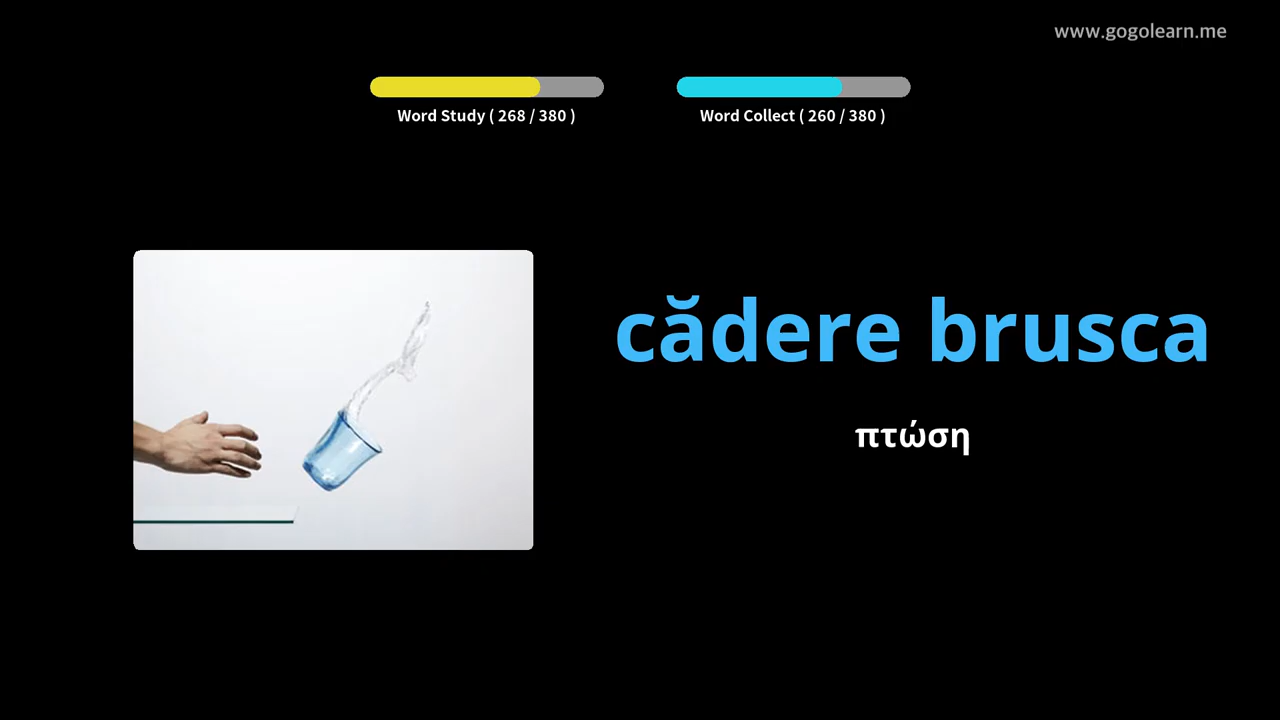 www.gogolearn.me
Word Study ( 268 / 380 )
Word Collect ( 260 / 380 )
cădere brusca
πτώση